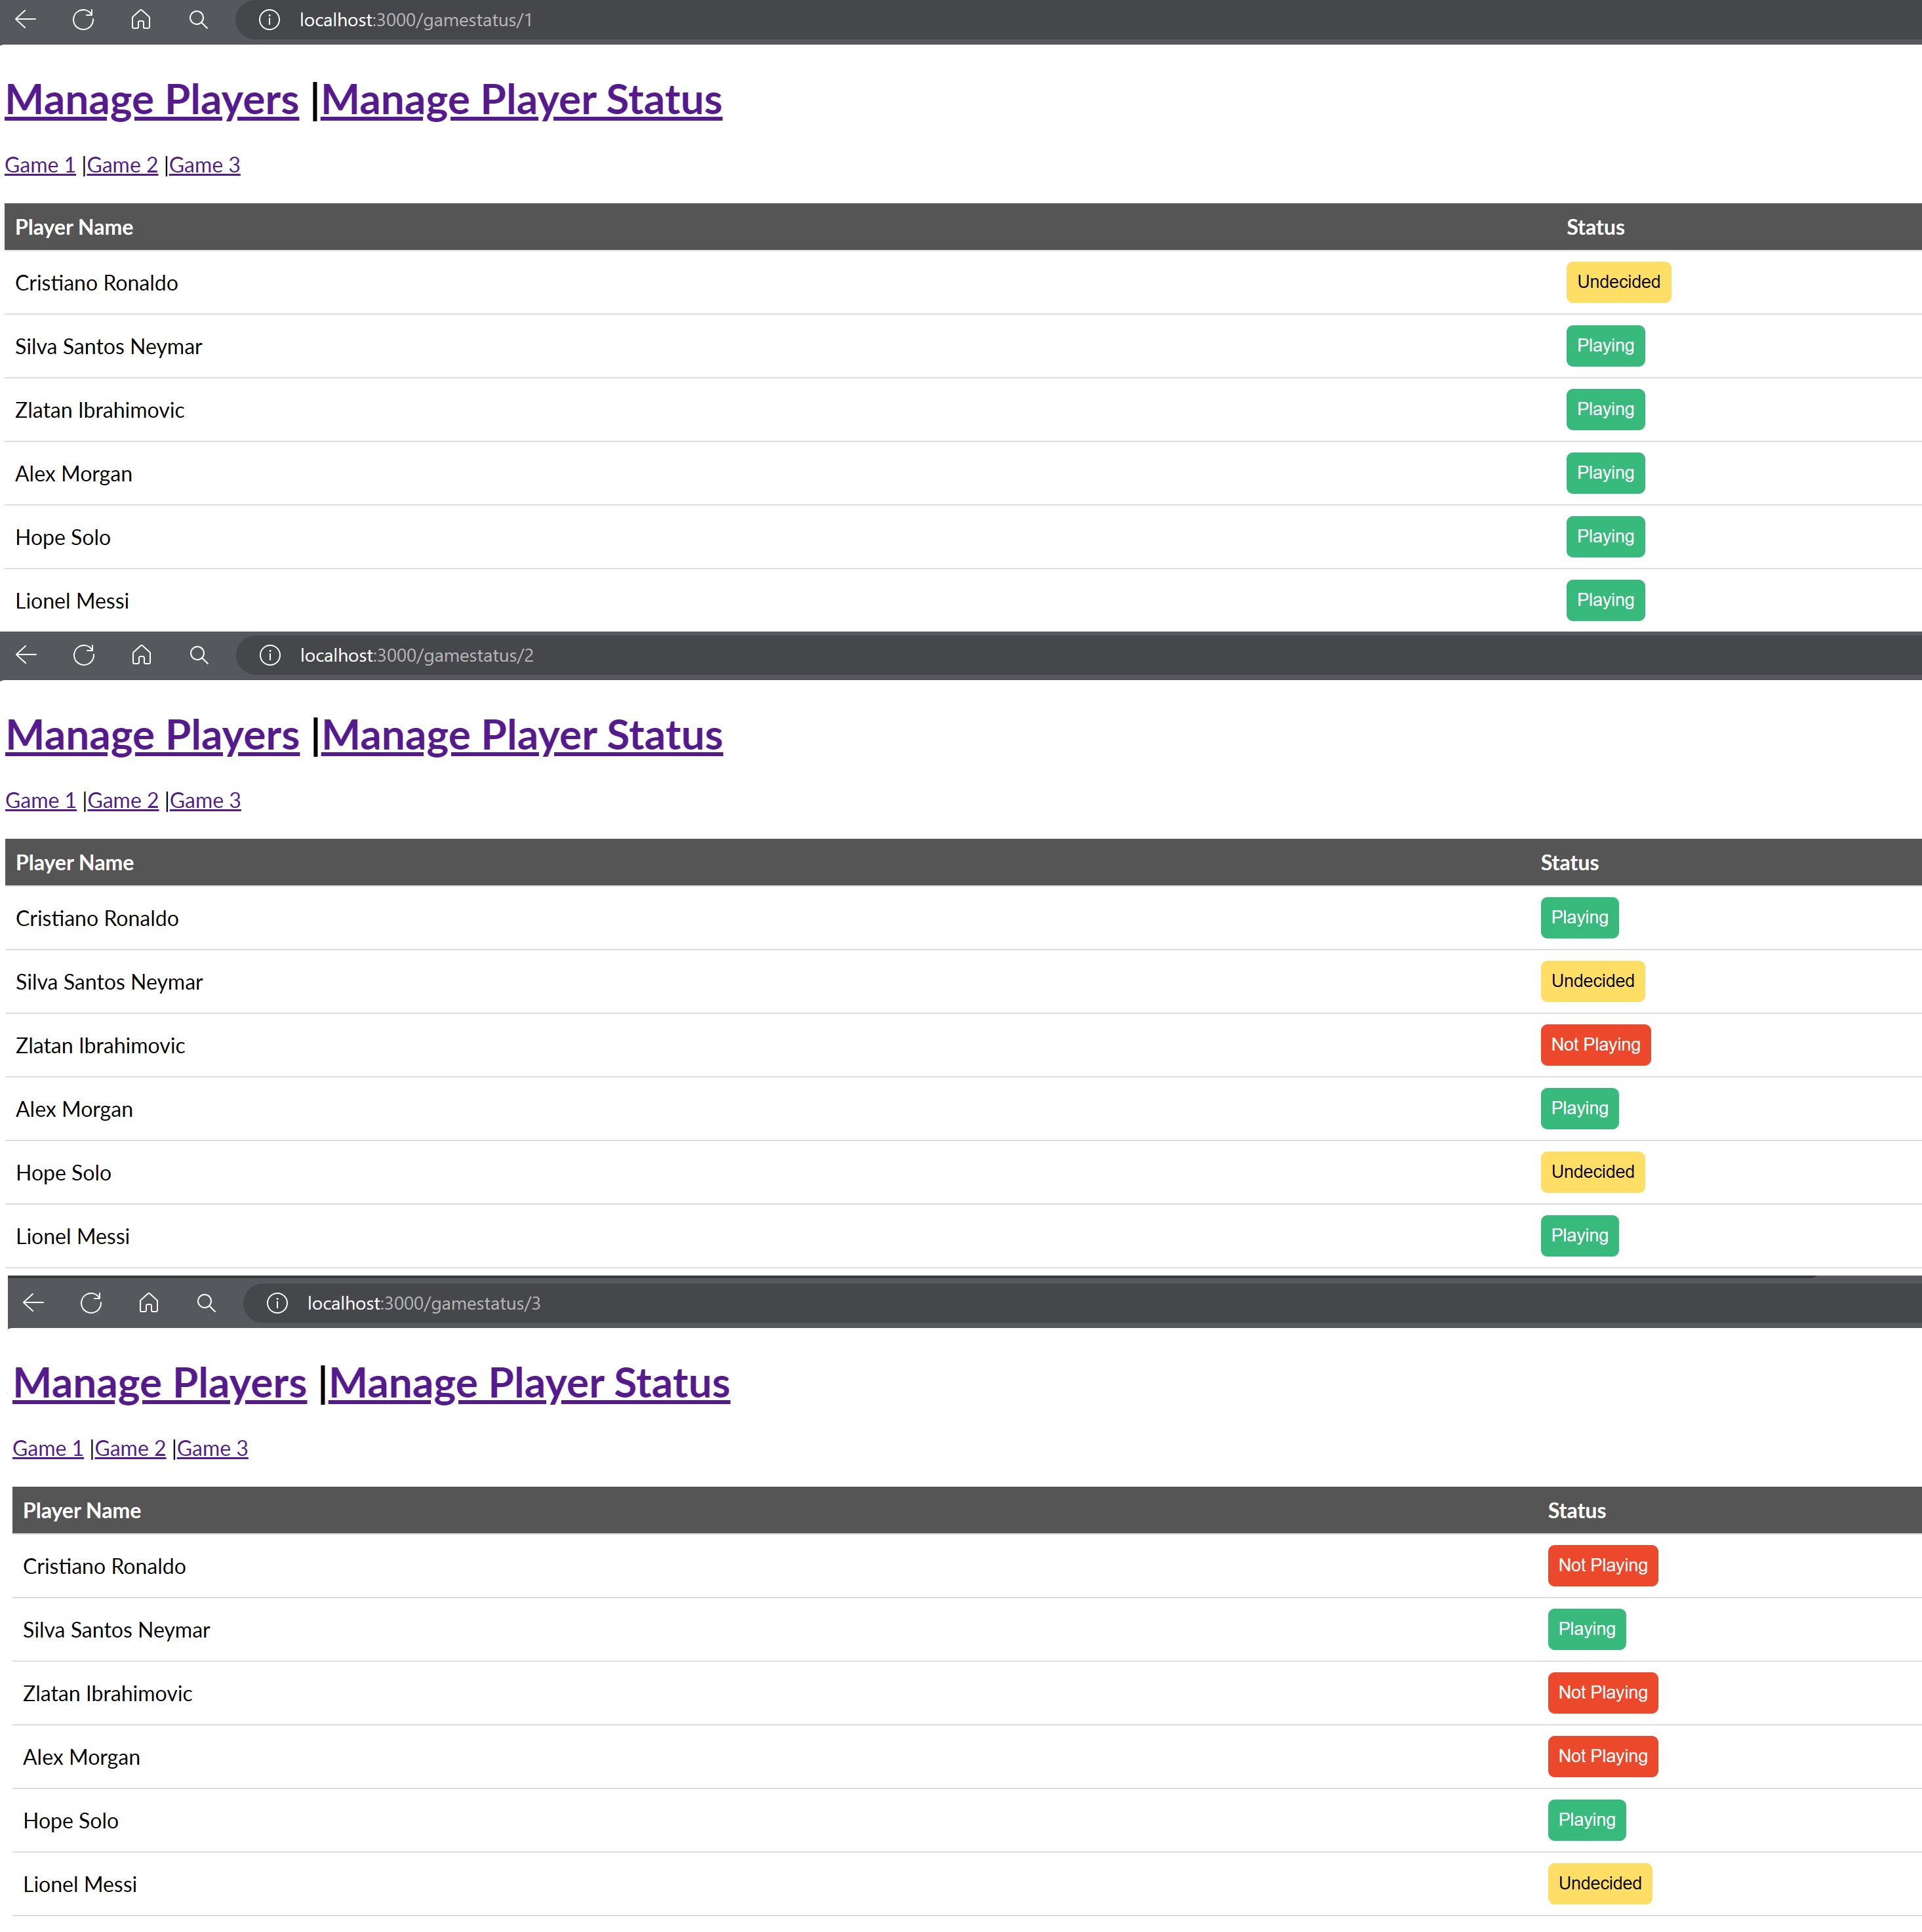 localhost:3000/gamestatus/1
Manage Players |Manage Player Status
Game 1 |Game 2 |Game 3
Player Name Status
Cristiano Ronaldo Undecided
Silva Santos Neymar Playing
Zlatan Ibrahimovic Playing
Alex Morgan Playing
Hope Solo Playing
Lionel Messi Playing
localhost:3000/gamestatus/2
Manage Players |Manage Player Status
Game 1 |Game 2 |Game 3
Player Name Status
Cristiano Ronaldo Playing
Silva Santos Neymar Undecided
Zlatan Ibrahimovic Not Playing
Alex Morgan Playing
Hope Solo Undecided
Lionel Messi Playing
localhost:3000/gamestatus/3
Manage Players |Manage Player Status
Game 1 |Game 2 |Game 3
Player Name Status
Cristiano Ronaldo Not Playing
Silva Santos Neymar Playing
Zlatan Ibrahimovic Not Playing
Alex Morgan Not Playing
Hope Solo Playing
Lionel Messi Undecided